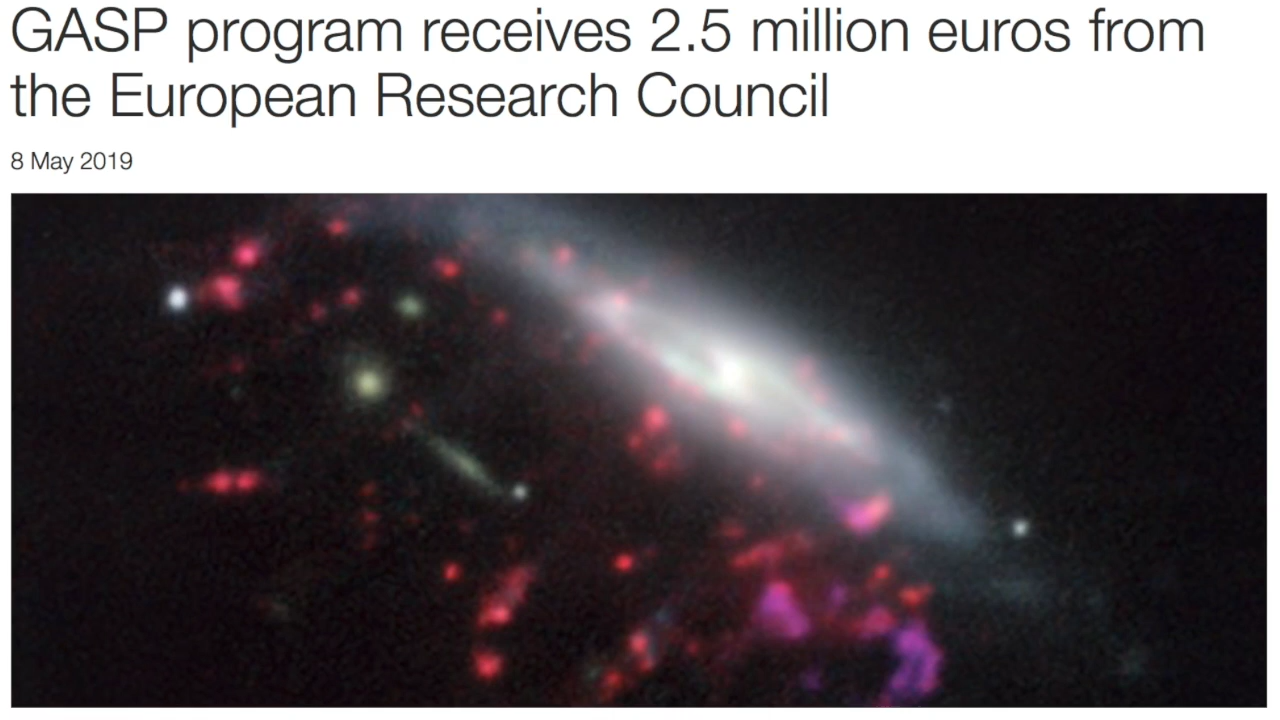 GASP program receives 2.5 million euros from
the European Research Council
8 May 2019